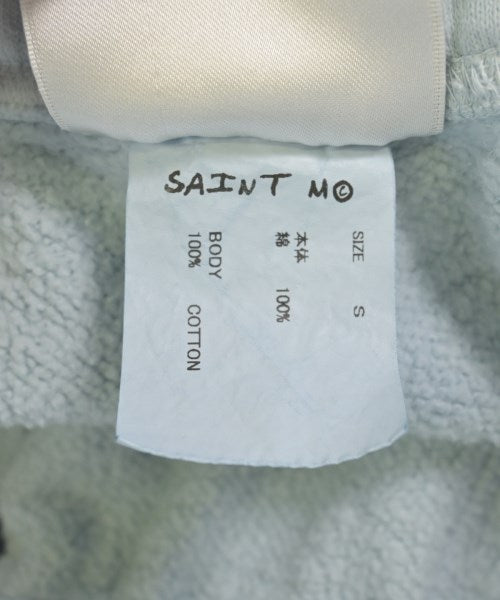 SAINT M©
SIZE S
本体
綿 100%
BODY
100% COTTON